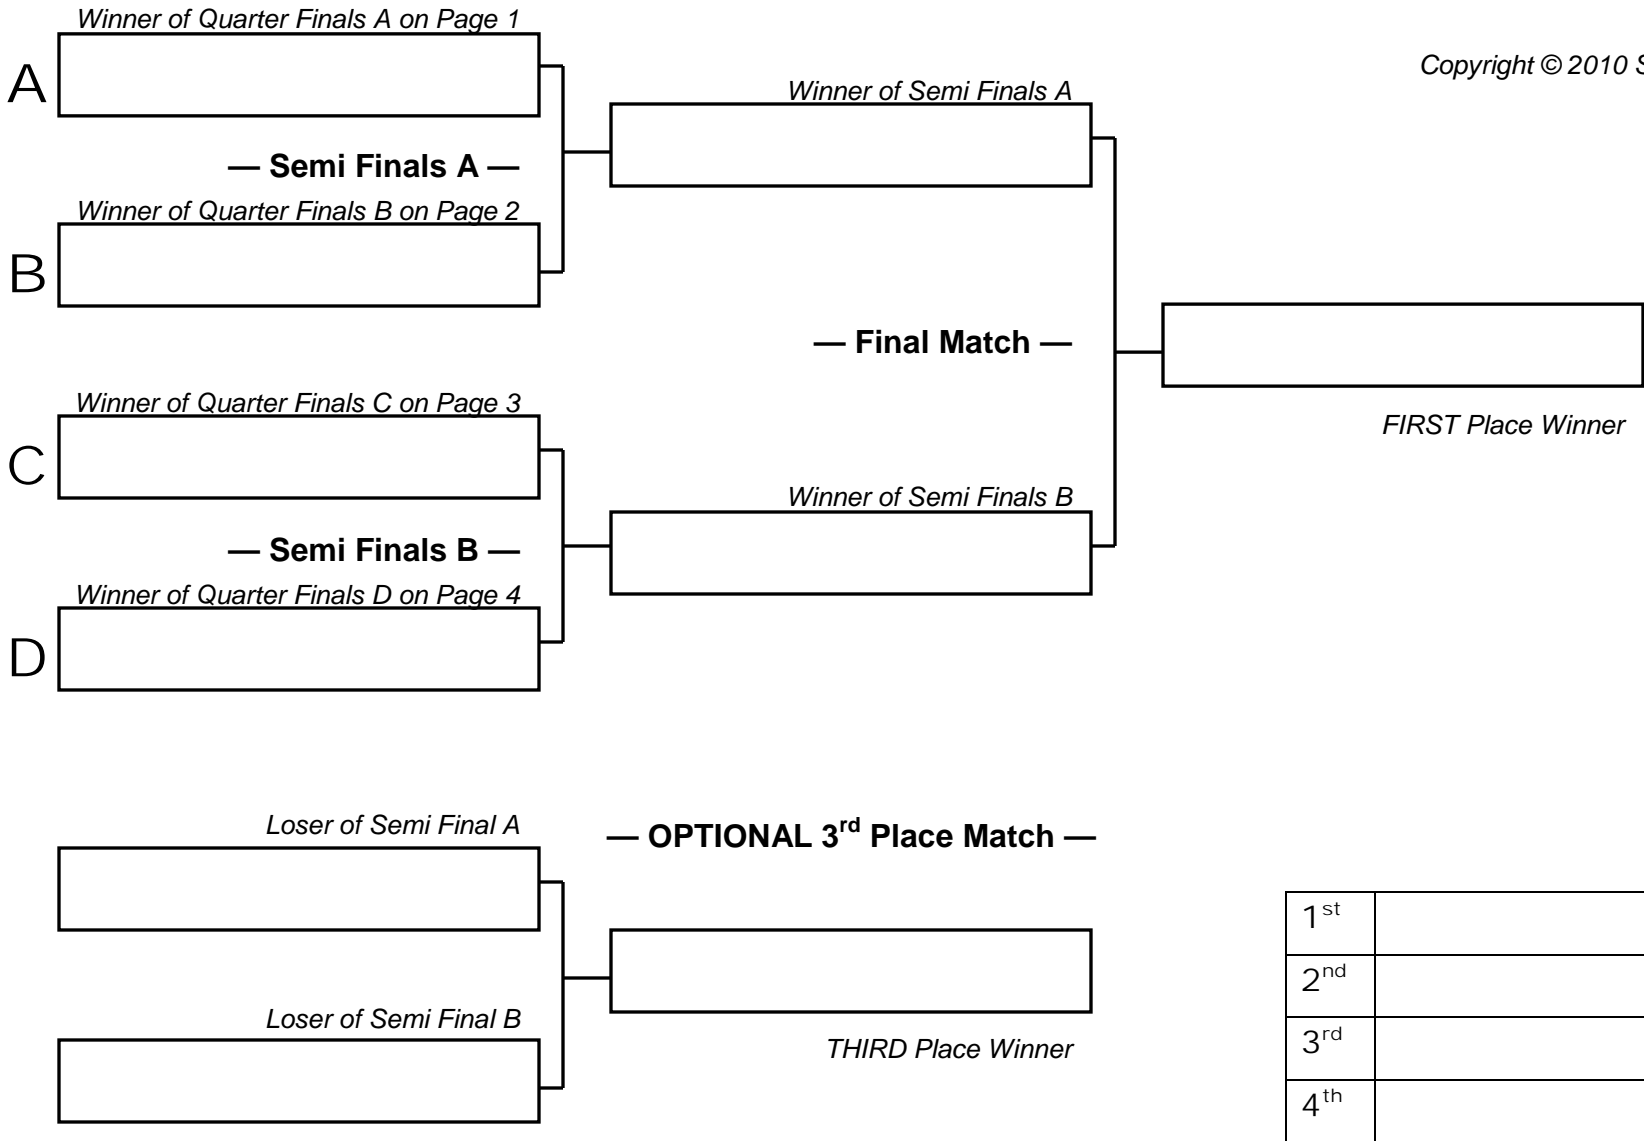 Winner of Quarter Finals A on Page 1
A
Copyright © 2010 S
Winner of Semi Finals A
— Semi Finals A —
Winner of Quarter Finals B on Page 2
B
— Final Match —
Winner of Quarter Finals C on Page 3
C
FIRST Place Winner
Winner of Semi Finals B
— Semi Finals B —
Winner of Quarter Finals D on Page 4
D
Loser of Semi Final A
— OPTIONAL 3rd Place Match —
Loser of Semi Final B
THIRD Place Winner
1st
2nd
3rd
4th